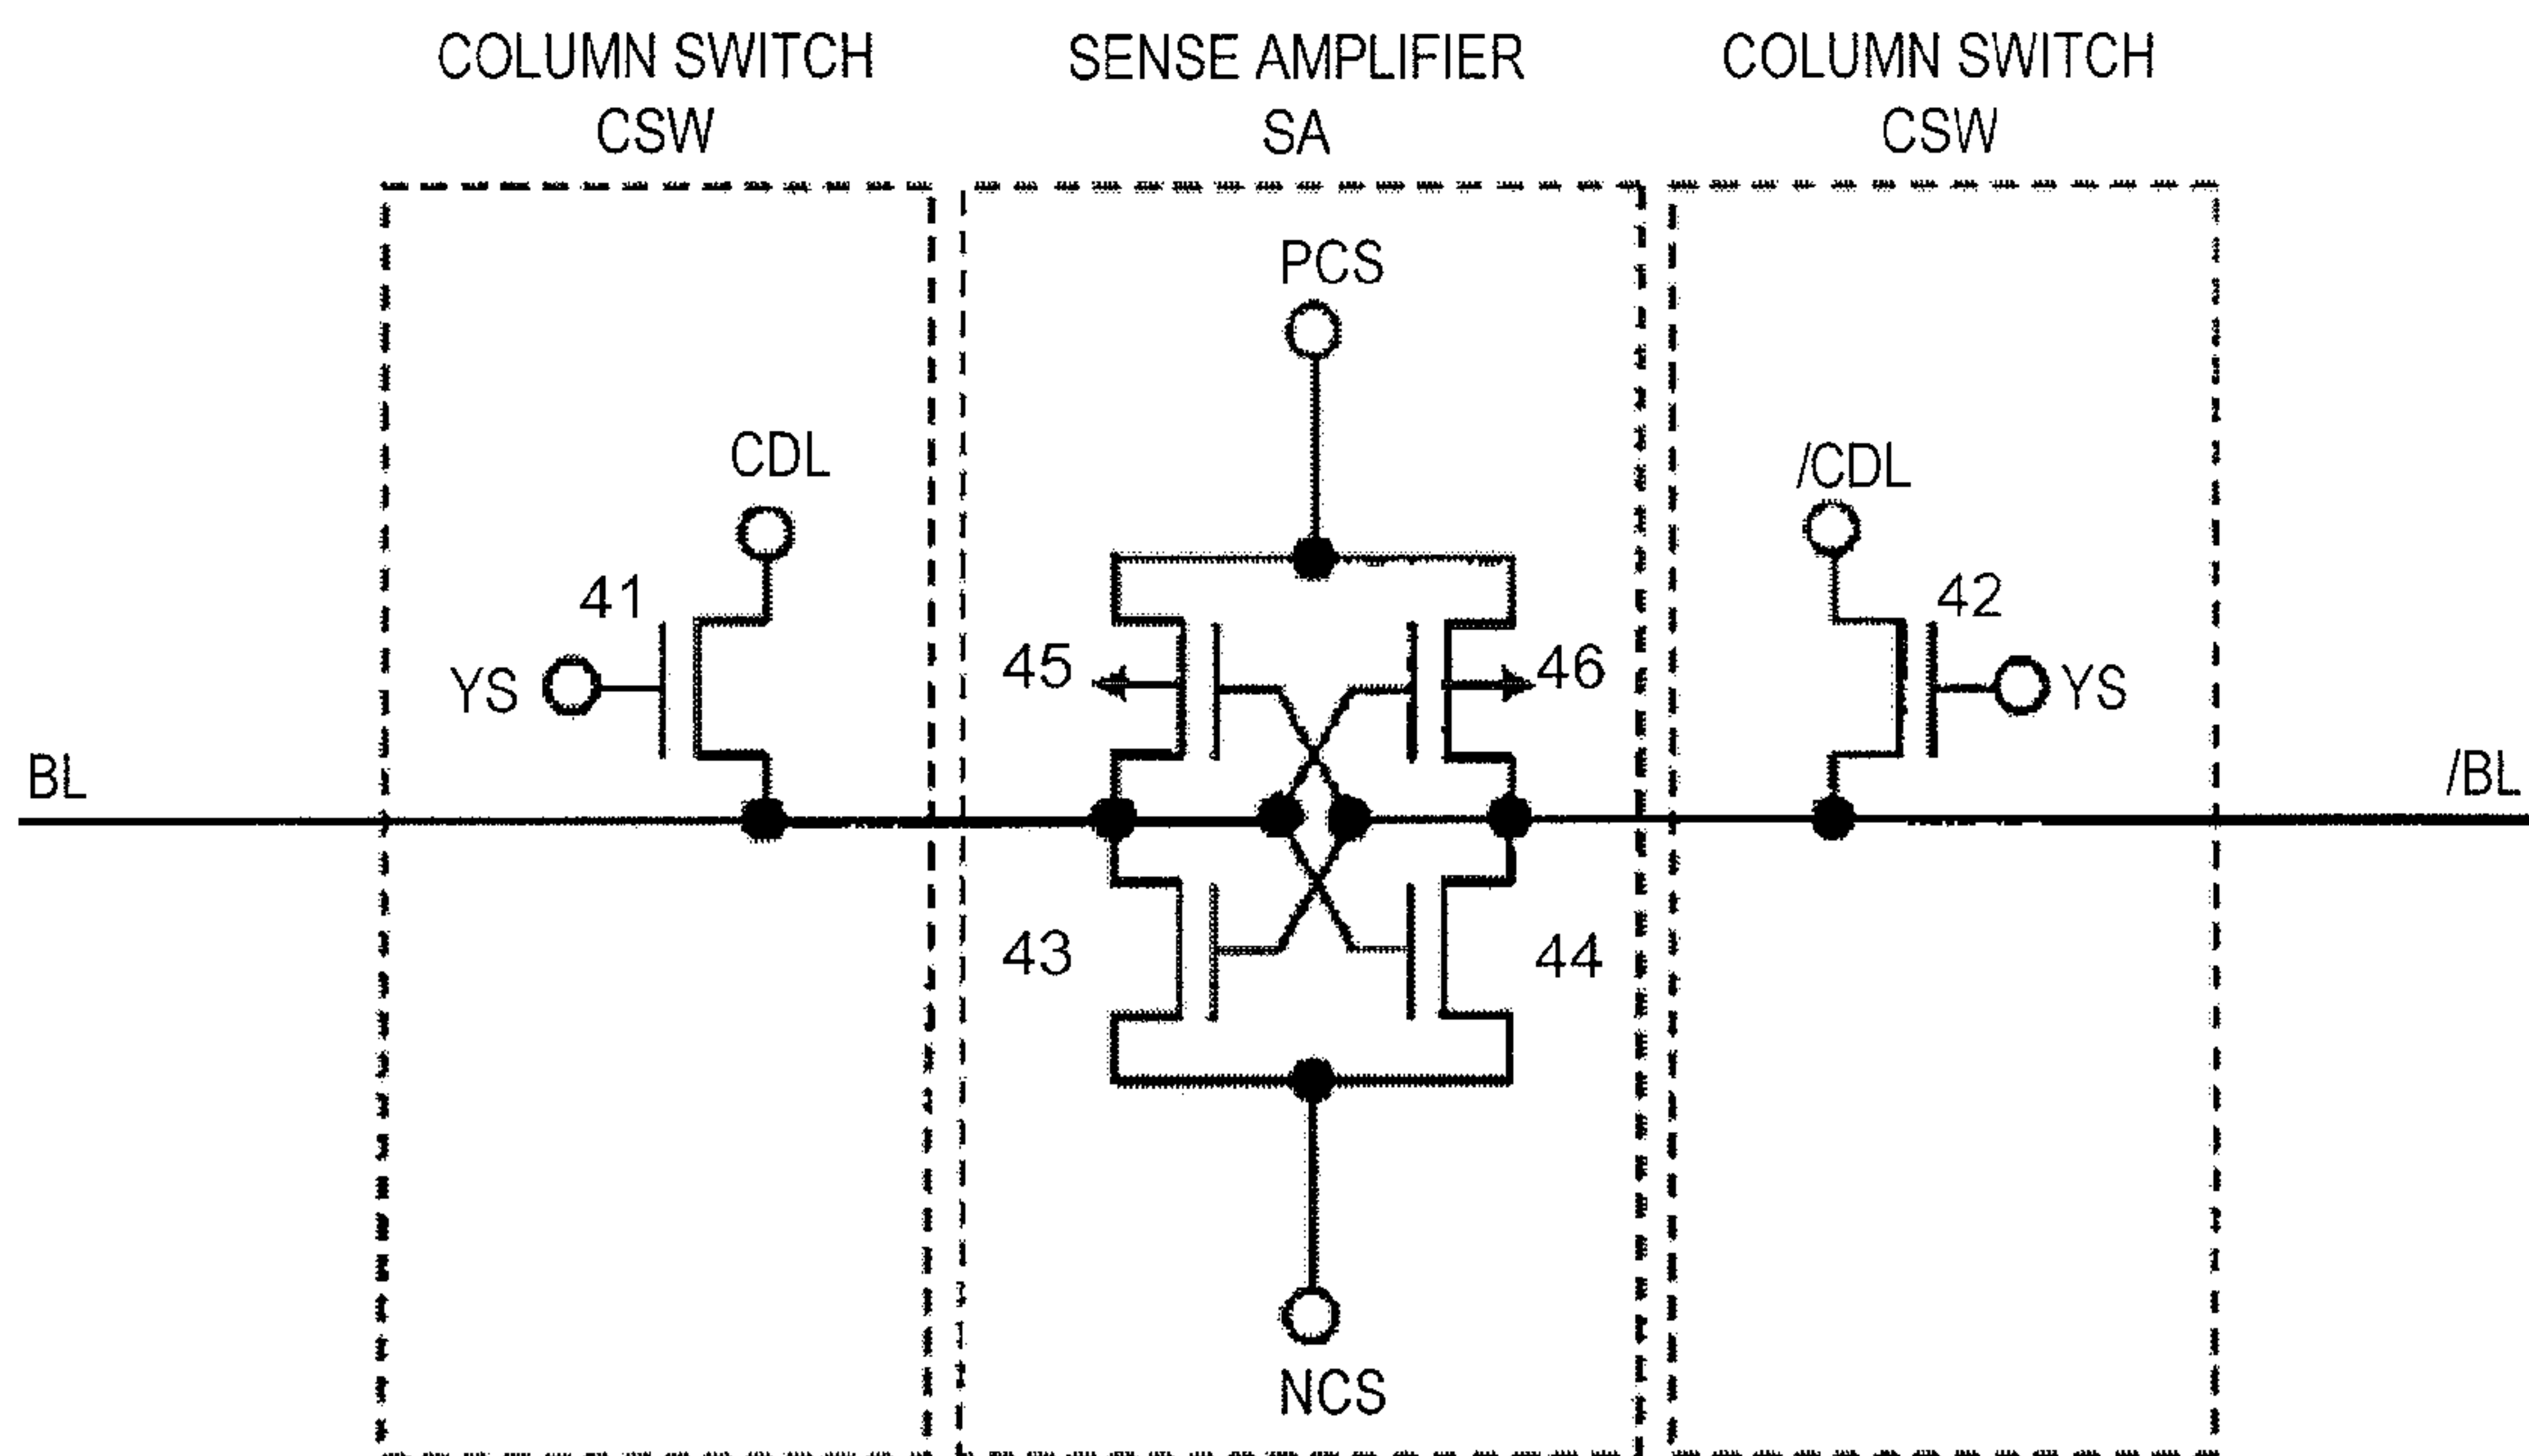 COLUMN SWITCH
CSW
SENSE AMPLIFIER
SA
COLUMN SWITCH
CSW
PCS
CDL
/CDL
41
42
45
46
YS
YS
BL
/BL
43
44
NCS